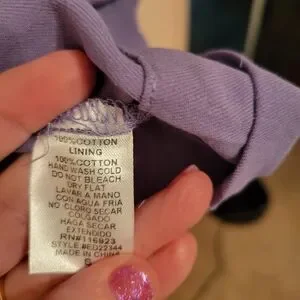 100%COTTON
LINING
100%COTTON
HAND WASH COLD
DO NOT BLEACH
DRY FLAT
LAVAR A MANO
CON AGUA FRIA
NO CLORO SECAR
COLGADO
HAGA SECAR
EXTENDIDO
RN#116923
STYLE#ED22344
MADE IN CHINA
S